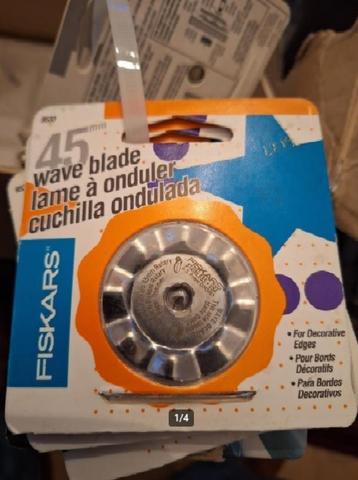 45mm
wave blade
lame à onduler
cuchilla ondulada
FISKARS
• For Decorative
Edges
• Pour Bords
Décoratifs
• Para Bordes
Decorativos
1/4